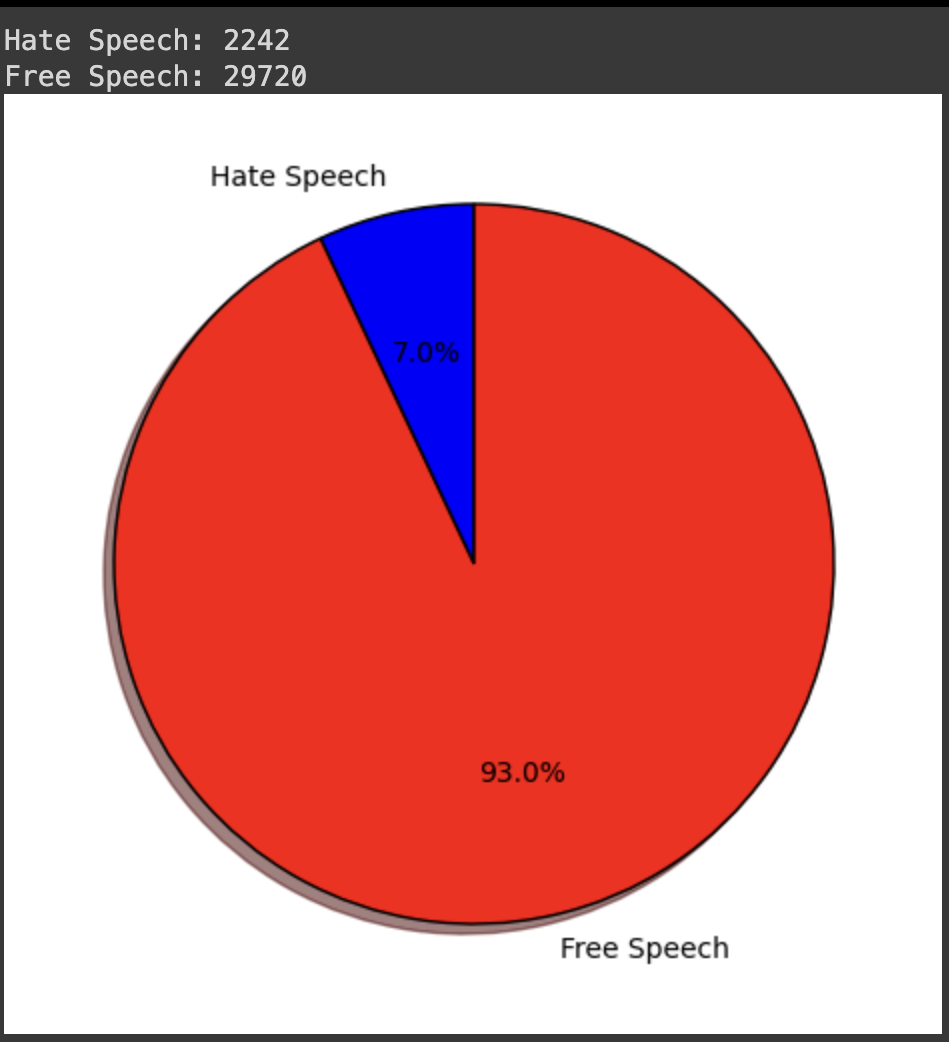 Hate Speech: 2242
Free Speech: 29720
Hate Speech
7.0%
93.0%
Free Speech